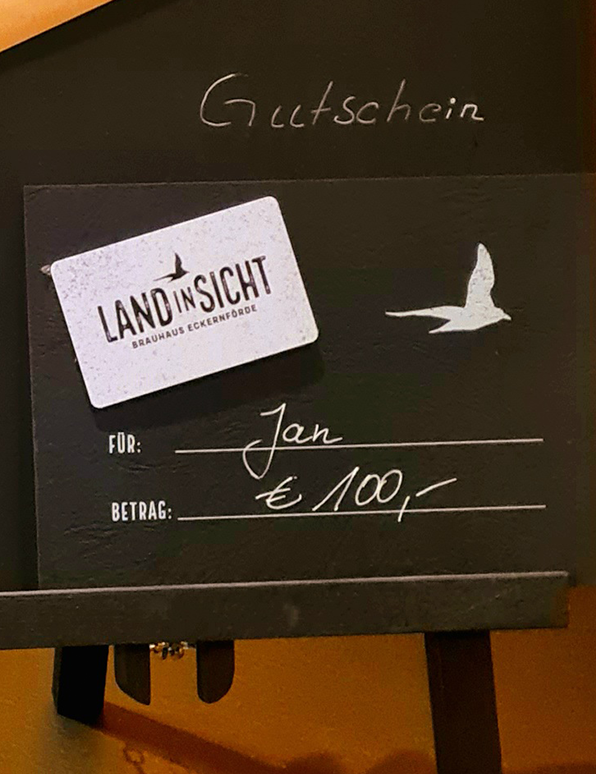 Gutschein
LAND IN SICHT
BRAUHAUS ECKERNFÖRDE
FÜR: Jan
BETRAG: € 100,-